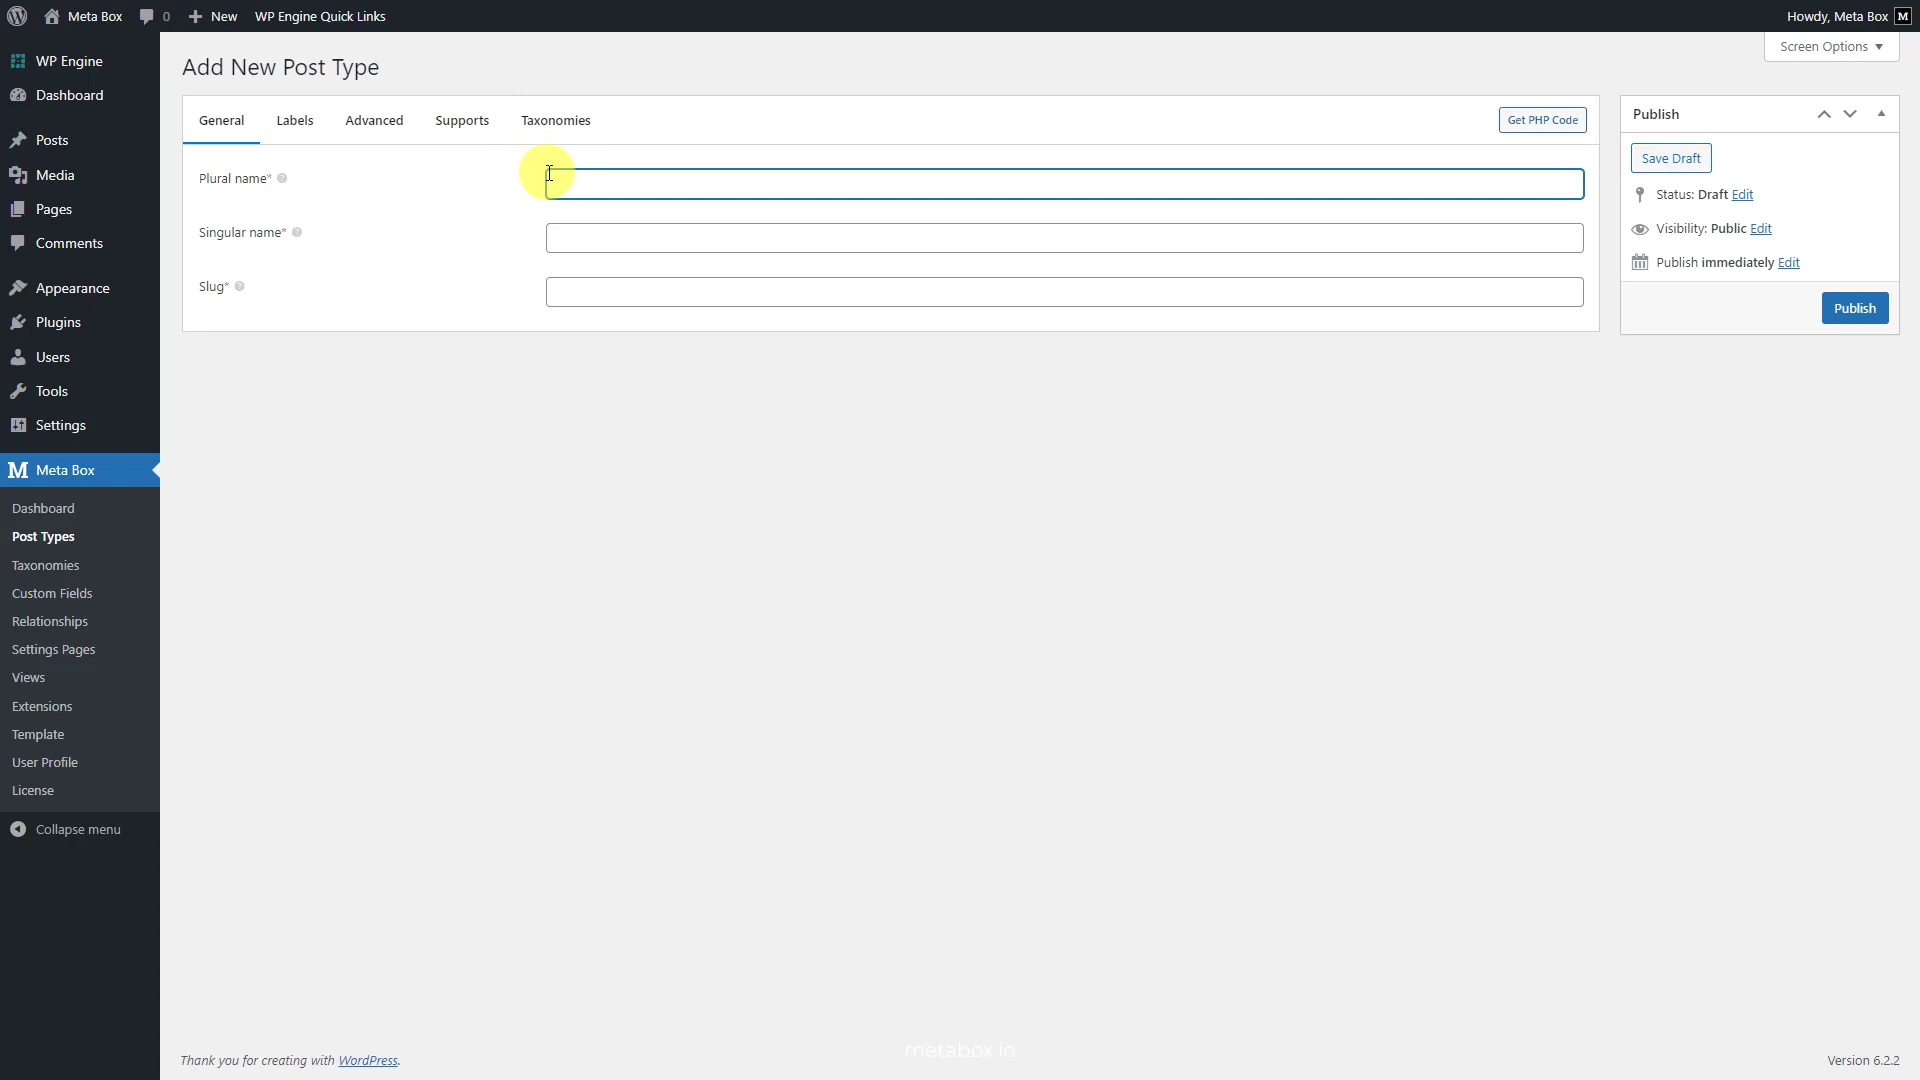 Meta Box 0 New WP Engine Quick Links Howdy, Meta Box M
Screen Options
WP Engine
Dashboard
Posts
Media
Pages
Comments
Appearance
Plugins
Users
Tools
Settings
M Meta Box
Dashboard
Post Types
Taxonomies
Custom Fields
Relationships
Settings Pages
Views
Extensions
Template
User Profile
License
Collapse menu
Add New Post Type
General Labels Advanced Supports Taxonomies Get PHP Code
Plural name*
Singular name*
Slug*
Publish
Save Draft
Status: Draft Edit
Visibility: Public Edit
Publish immediately Edit
Publish
Thank you for creating with WordPress.
metabox.io
Version 6.2.2